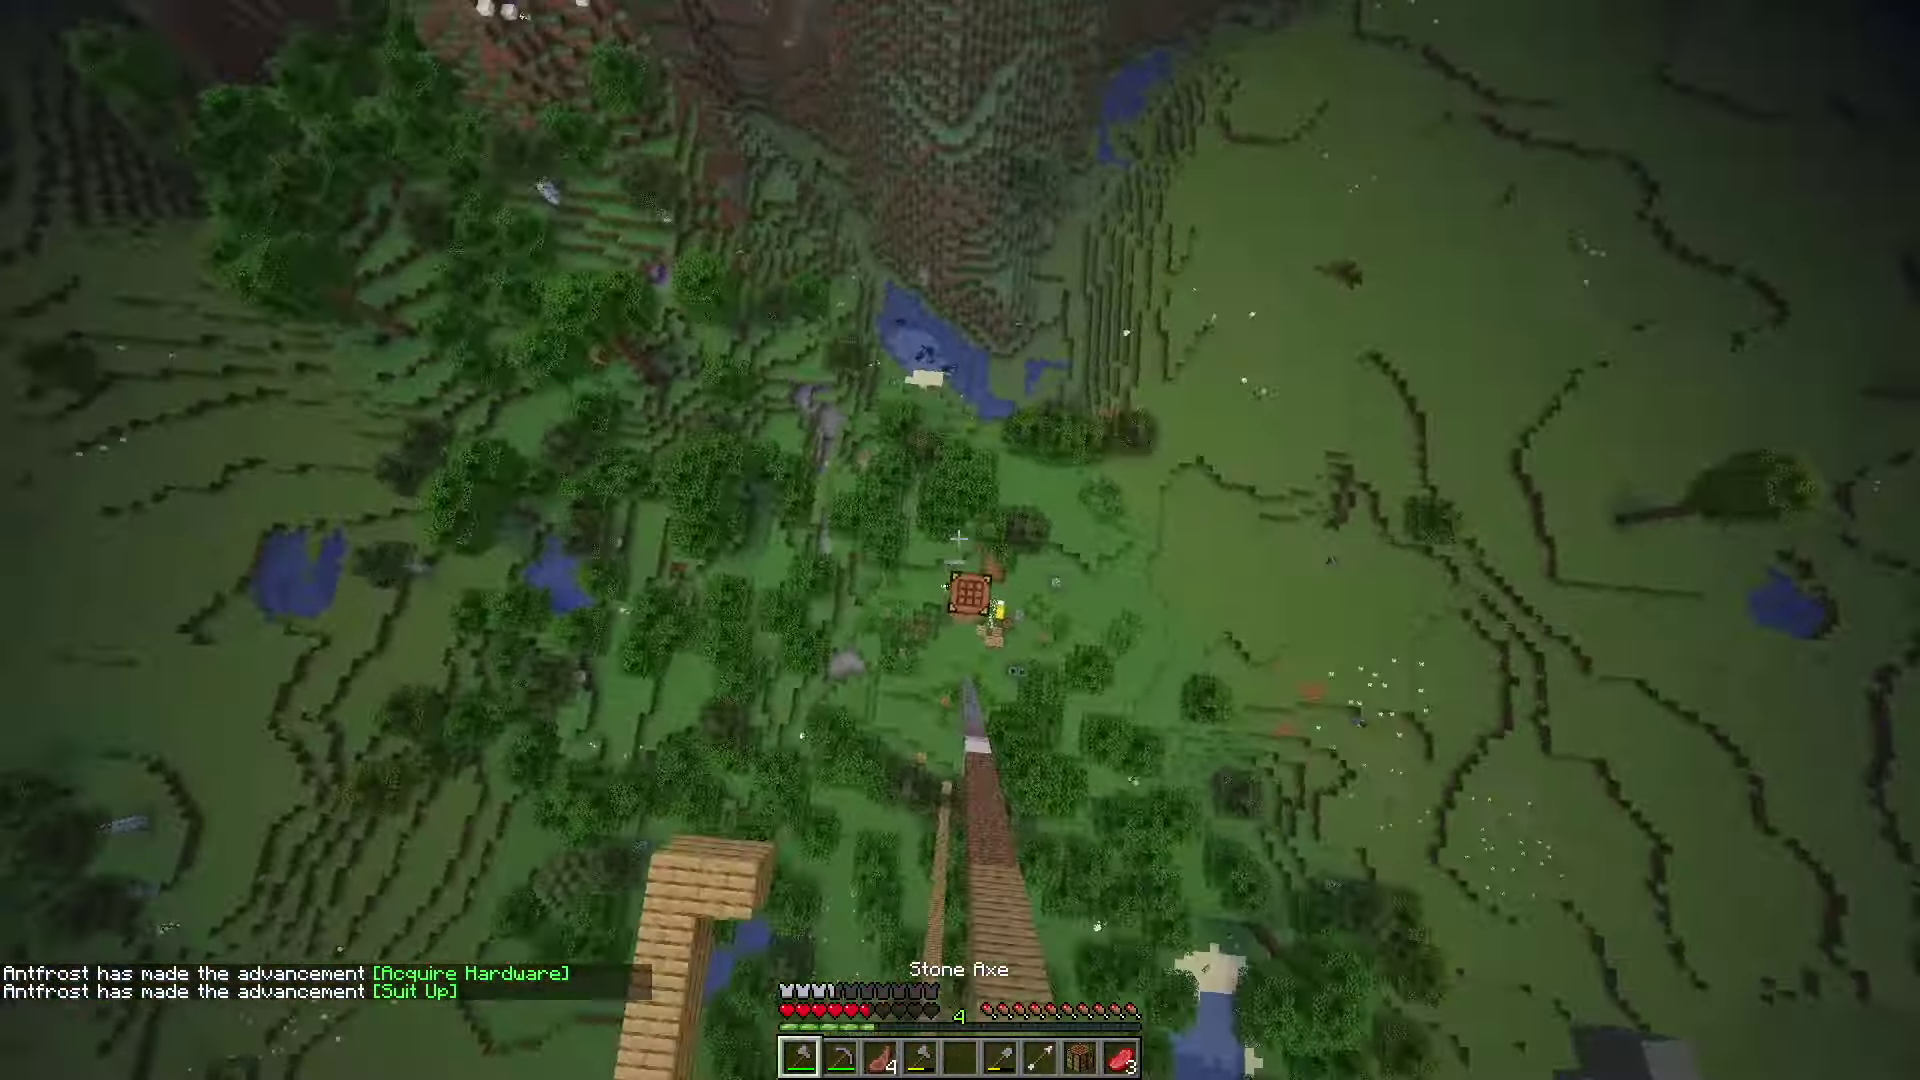 Antfrost has made the advancement [Acquire Hardware]
Antfrost has made the advancement [Suit Up]
Stone Axe
4
4
3